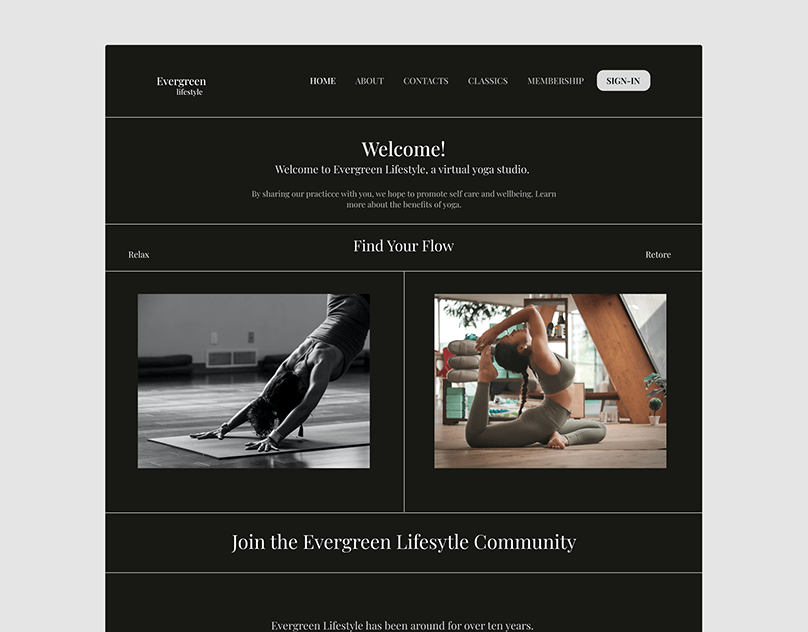 Evergreen
lifestyle
HOME ABOUT CONTACTS CLASSICS MEMBERSHIP SIGN-IN
Welcome!
Welcome to Evergreen Lifestyle, a virtual yoga studio.
By sharing our practicce with you, we hope to promote self care and wellbeing. Learn
more about the benefits of yoga.
Find Your Flow
Relax
Retore
Join the Evergreen Lifesytle Community
Evergreen Lifestyle has been around for over ten years.